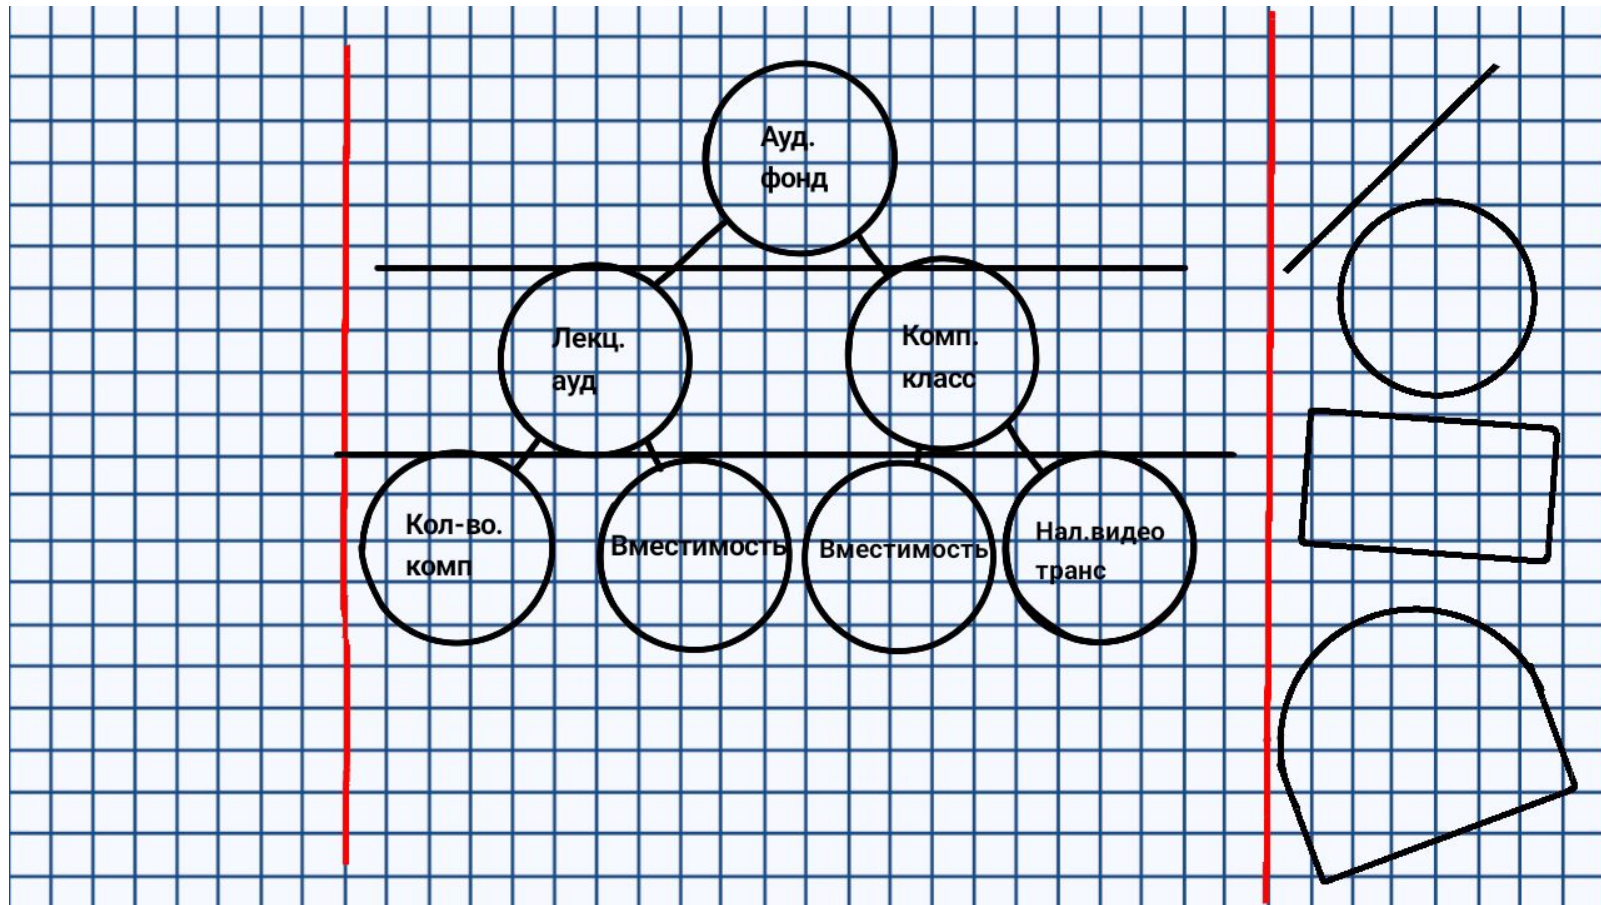 Ауд.
фонд
Лекц.
ауд
Комп.
класс
Кол-во.
комп
Вместимость
Вместимость
Нал.видео
транс